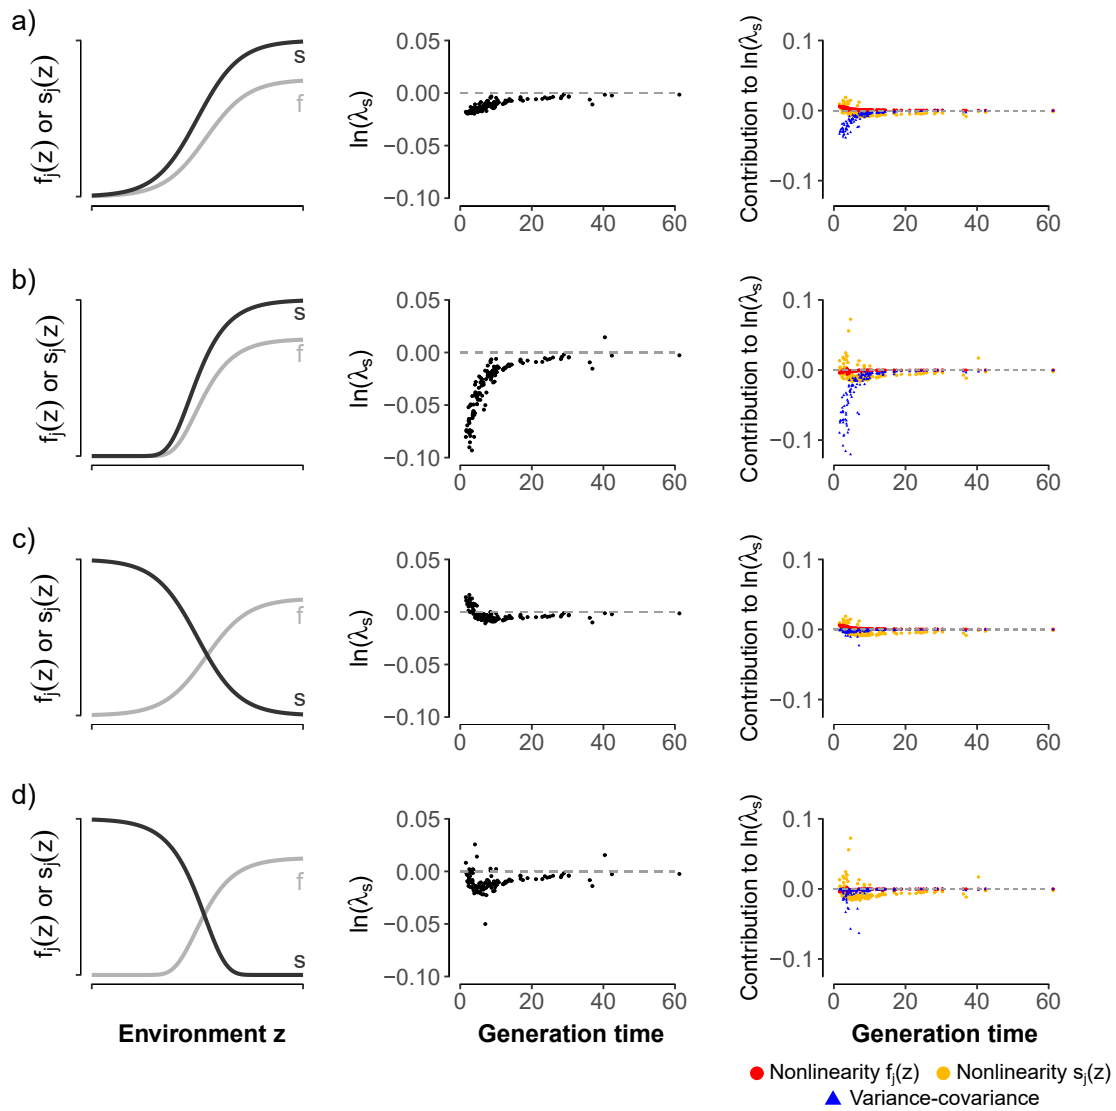 a)
f_j(z) or s_j(z)
s
f
ln(λ_s)
0.05
0.00
−0.05
−0.10
0 20 40 60
Contribution to ln(λ_s)
0.1
0.0
−0.1
0 20 40 60
b)
f_j(z) or s_j(z)
s
f
ln(λ_s)
0.05
0.00
−0.05
−0.10
0 20 40 60
Contribution to ln(λ_s)
0.1
0.0
−0.1
0 20 40 60
c)
f_j(z) or s_j(z)
f
s
ln(λ_s)
0.05
0.00
−0.05
−0.10
0 20 40 60
Contribution to ln(λ_s)
0.1
0.0
−0.1
0 20 40 60
d)
f_j(z) or s_j(z)
f
s
ln(λ_s)
0.05
0.00
−0.05
−0.10
0 20 40 60
Contribution to ln(λ_s)
0.1
0.0
−0.1
0 20 40 60
Environment z
Generation time
Generation time
Nonlinearity f_j(z) Nonlinearity s_j(z)
Variance-covariance